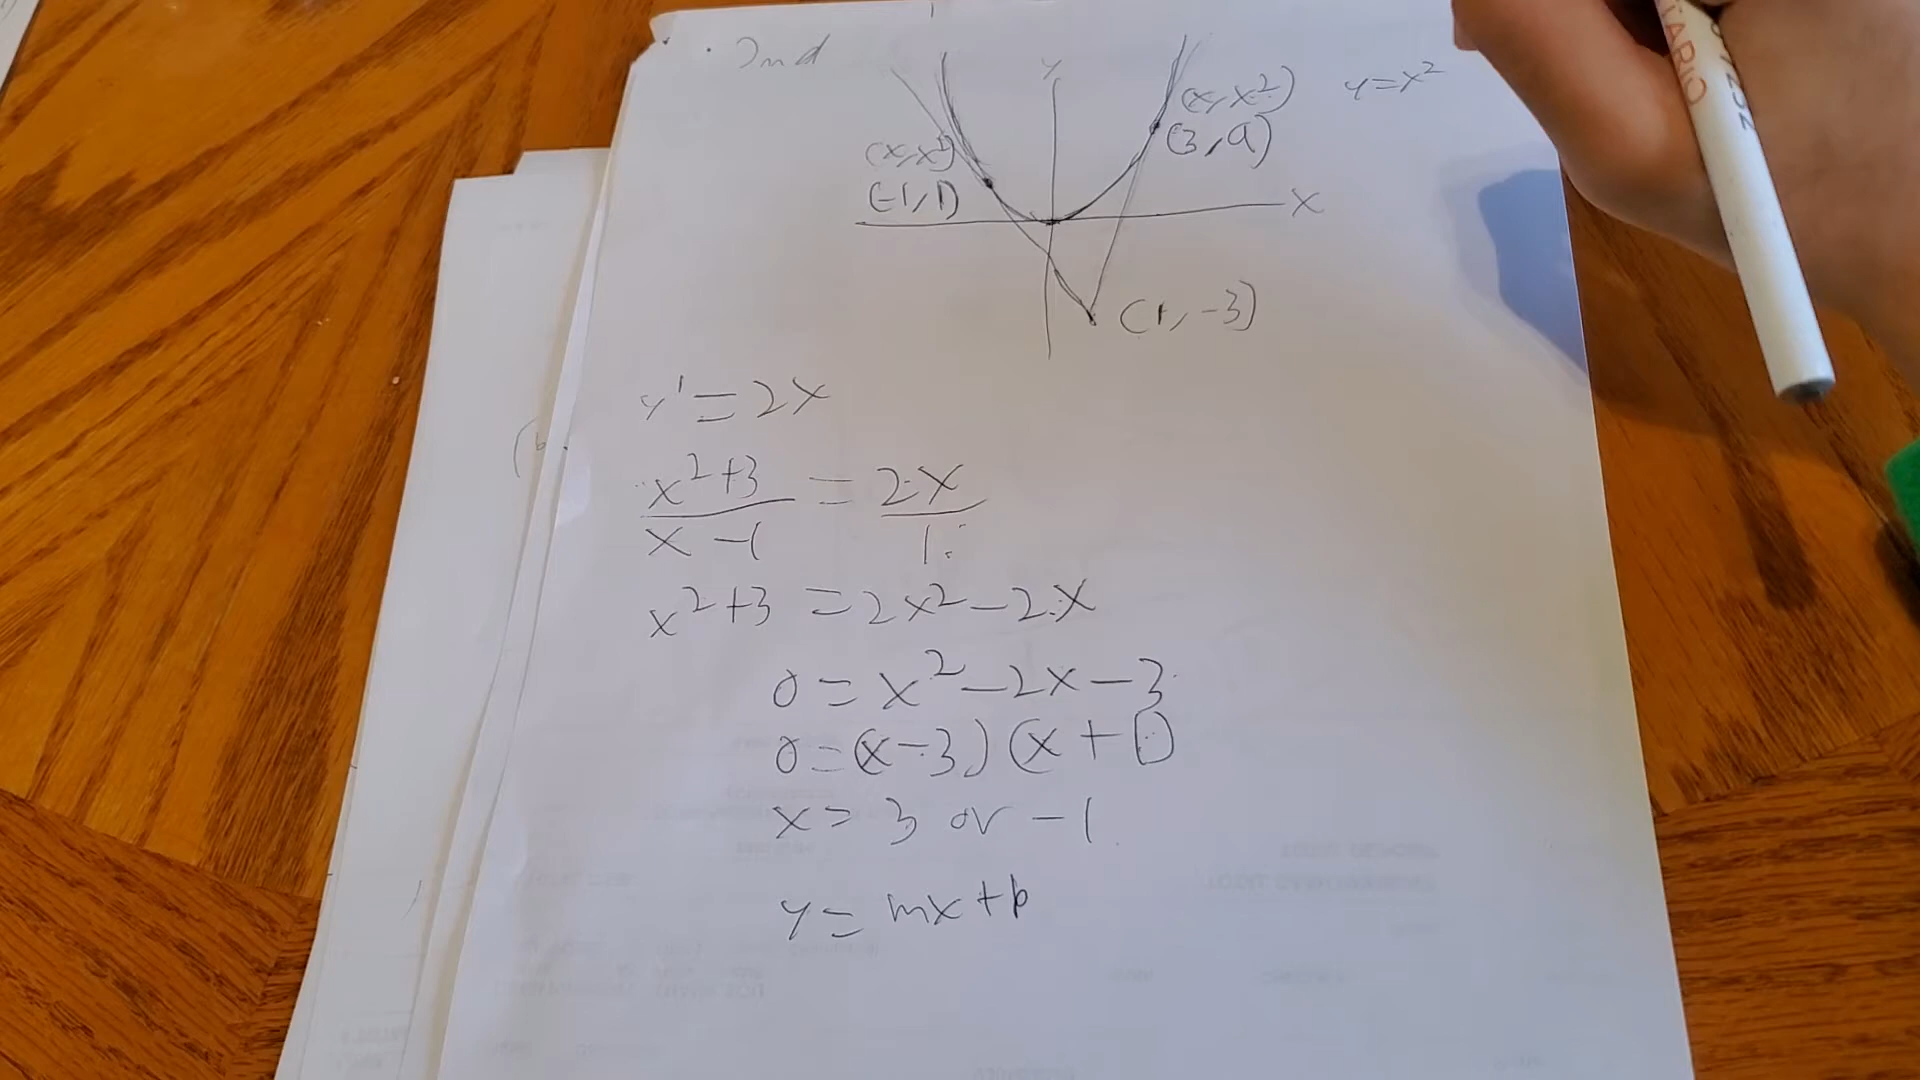 2nd
y
(x, x²)
y = x²
(3, 9)
(x, x²)
(-1, 1)
x
(1, -3)
y' = 2x
x² + 3 = 2x
x - 1 1
x² + 3 = 2x² - 2x
0 = x² - 2x - 3
0 = (x - 3)(x + 1)
x = 3 or -1
y = mx + b